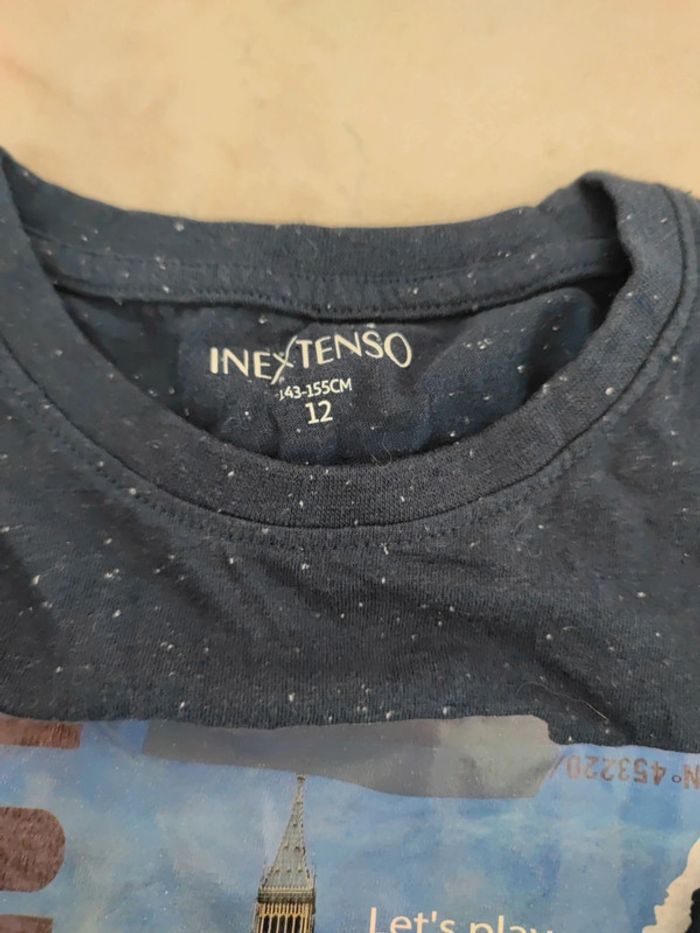 INEXTENSO
143-155CM
12
N°453220/
Let's play